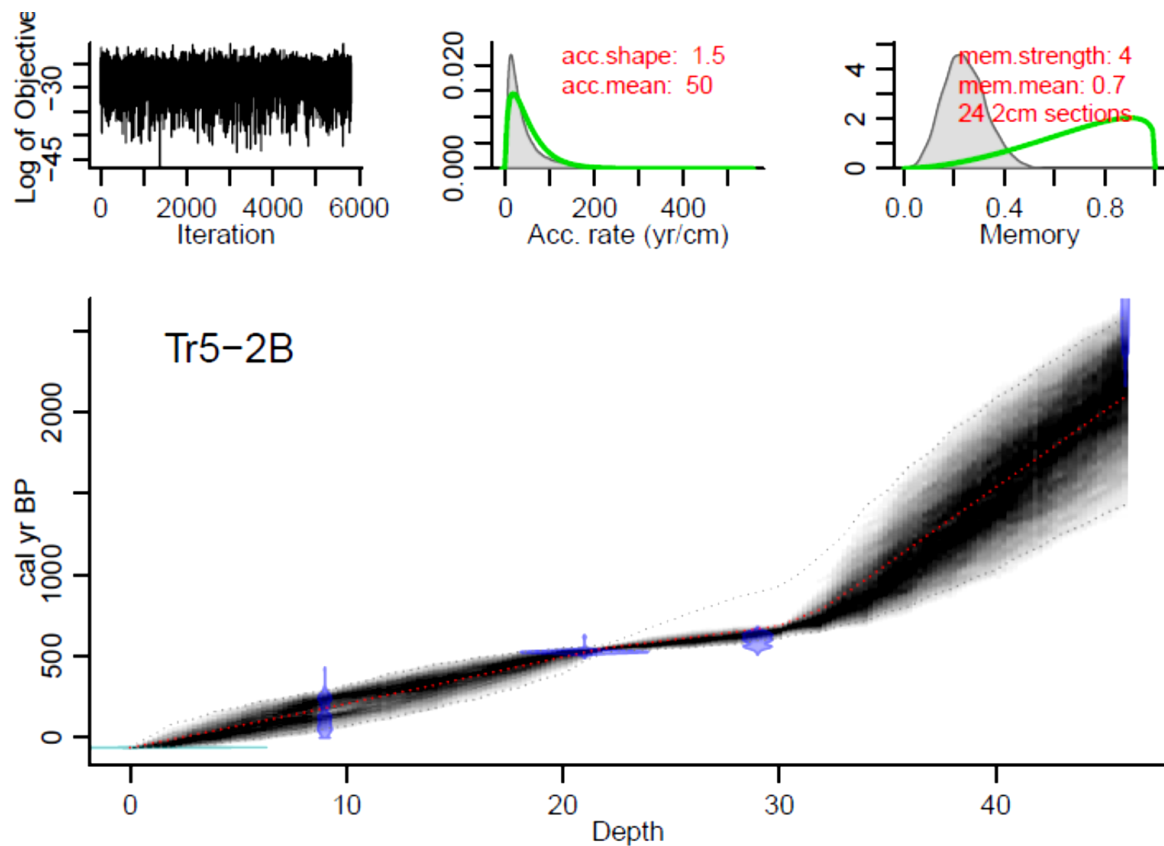 Log of Objective
−45
−30
0
2000
4000
6000
Iteration
0.000
0.020
acc.shape: 1.5
acc.mean: 50
0
200
400
Acc. rate (yr/cm)
0
2
4
mem.strength: 4
mem.mean: 0.7
24 2cm sections
0.0
0.4
0.8
Memory
Tr5−2B
cal yr BP
0
500
1000
2000
0
10
20
30
40
Depth